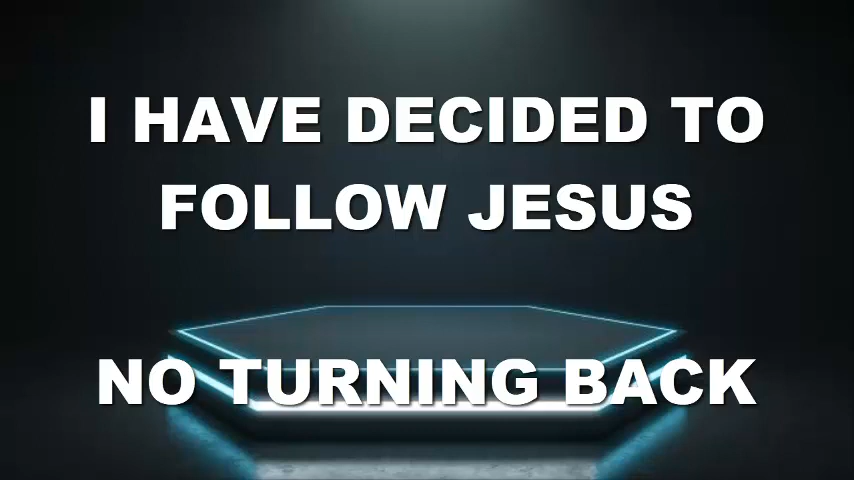 I HAVE DECIDED TO
FOLLOW JESUS
NO TURNING BACK